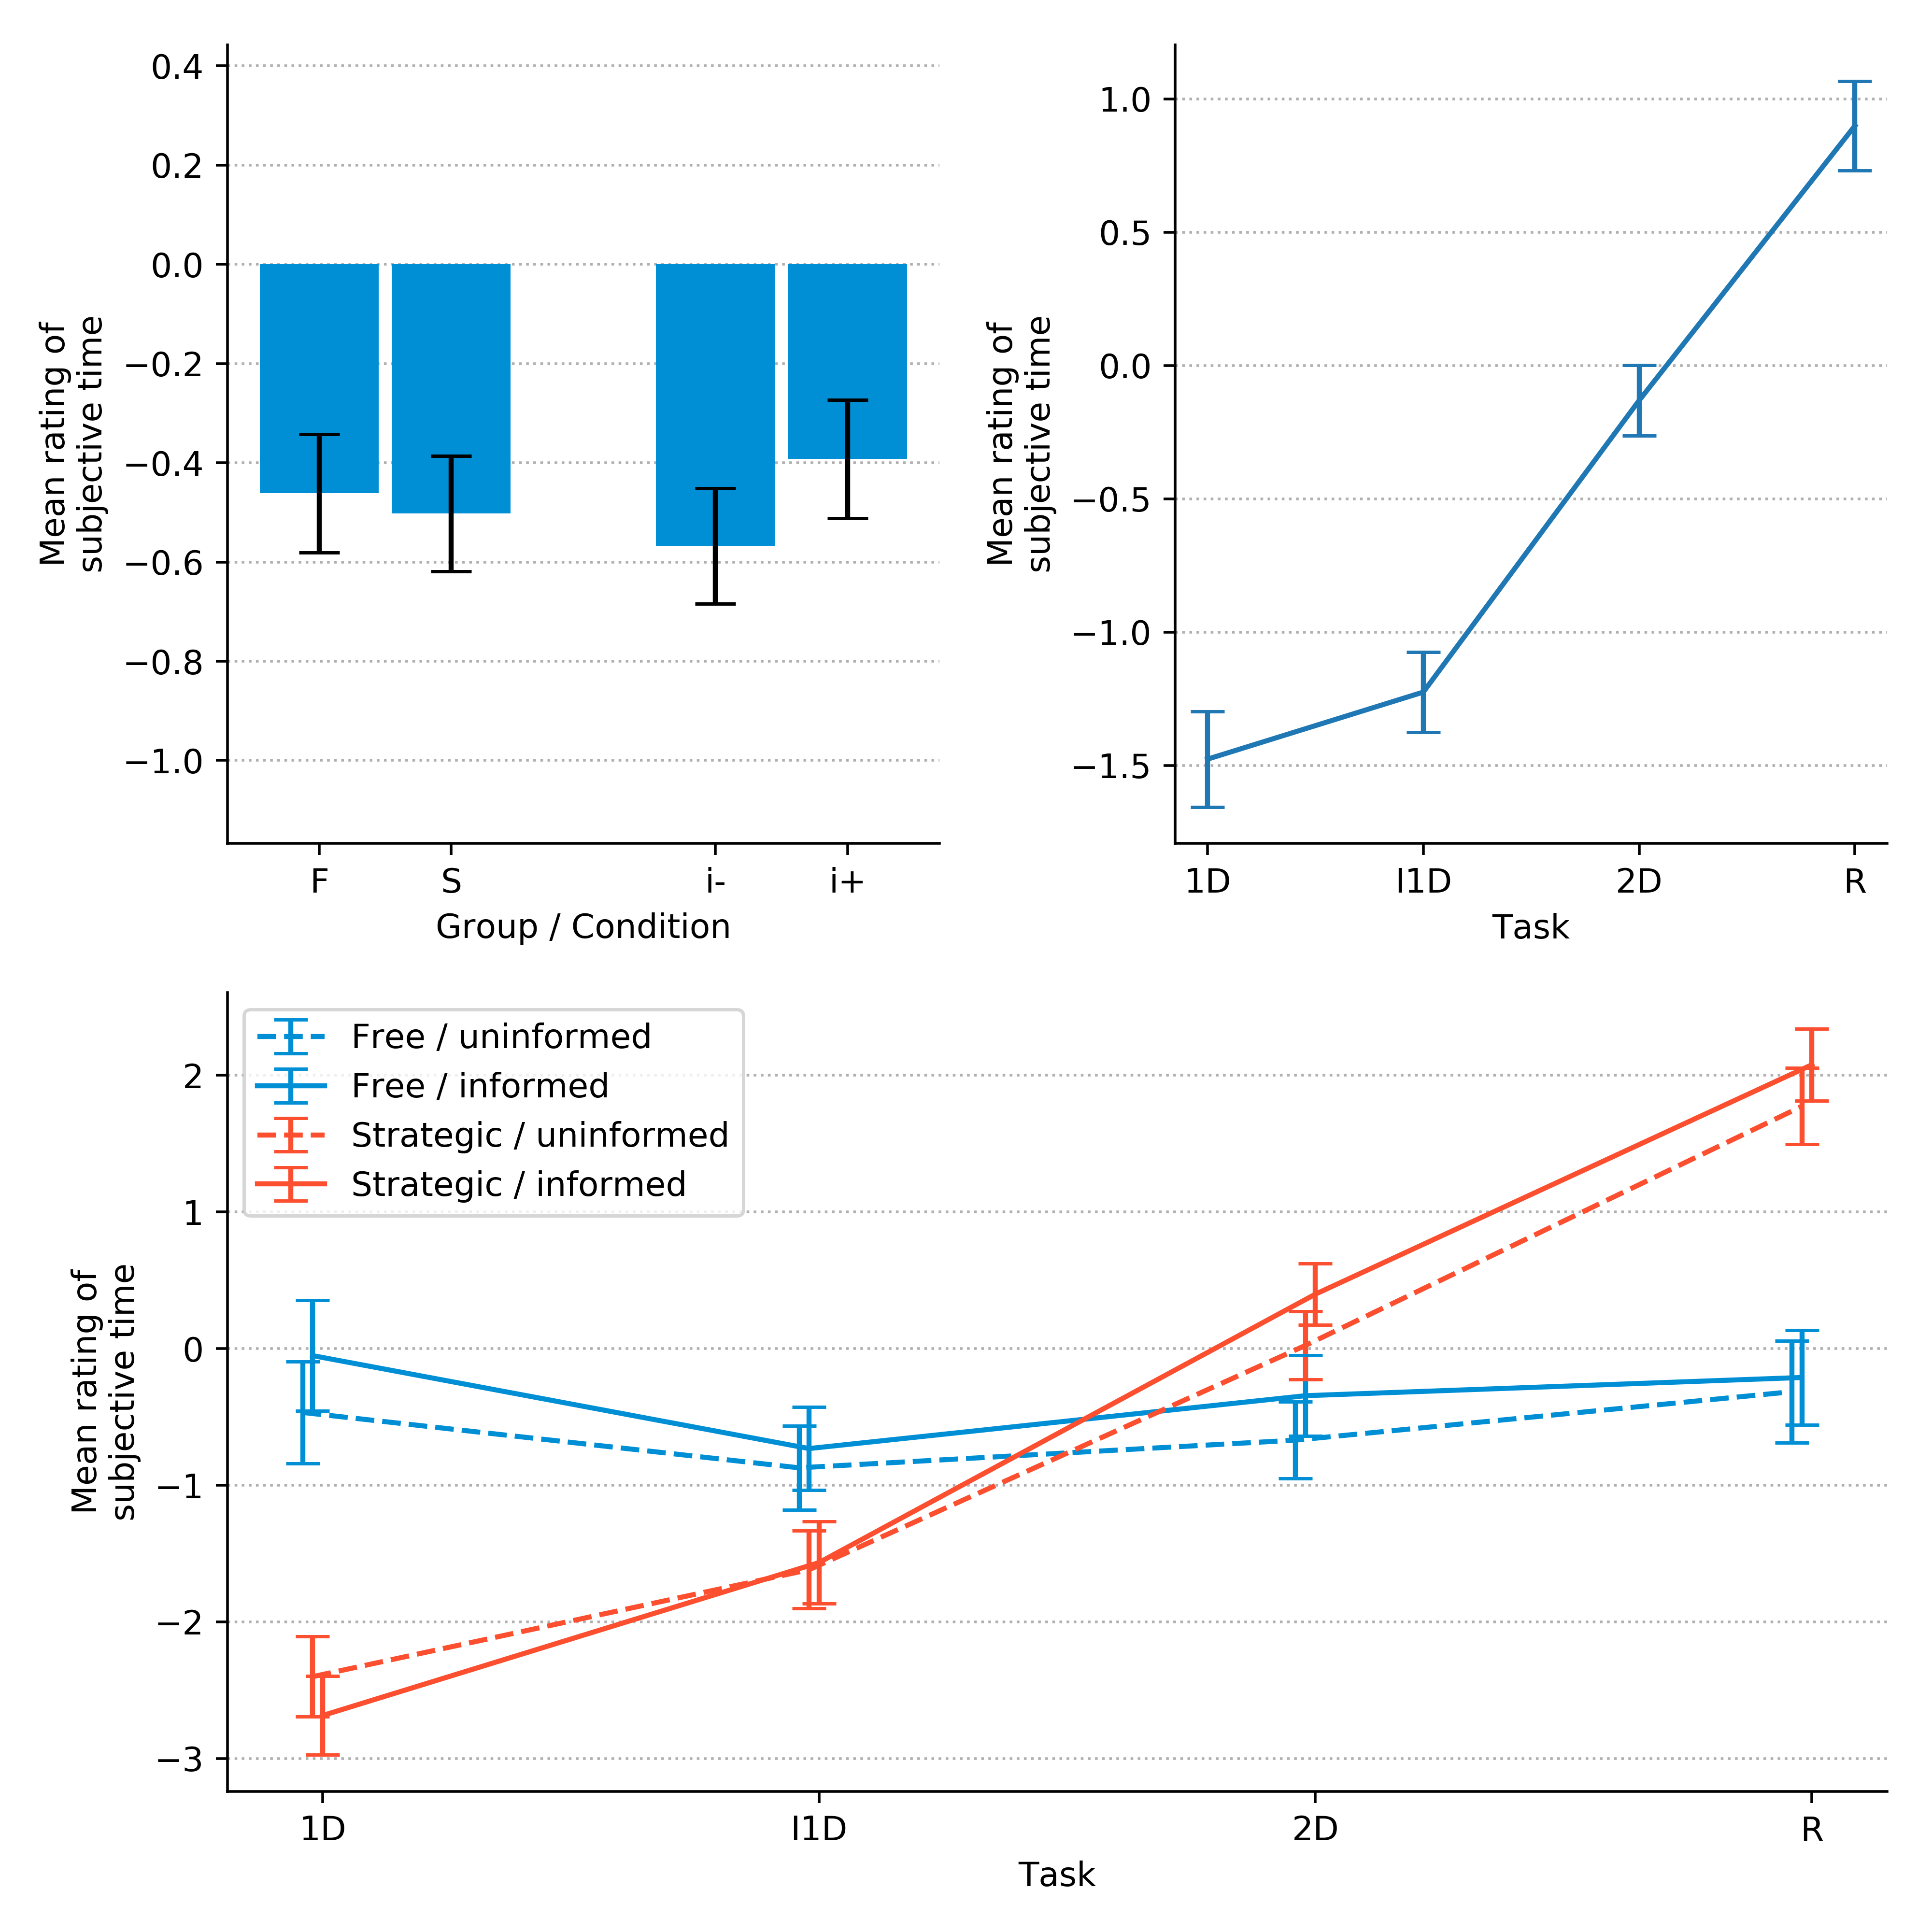 0.4
0.2
0.0
−0.2
−0.4
−0.6
−0.8
−1.0
Mean rating of
subjective time
F S i- i+
Group / Condition
1.0
0.5
0.0
−0.5
−1.0
−1.5
Mean rating of
subjective time
1D I1D 2D R
Task
Free / uninformed
Free / informed
Strategic / uninformed
Strategic / informed
2
1
0
−1
−2
−3
Mean rating of
subjective time
1D I1D 2D R
Task